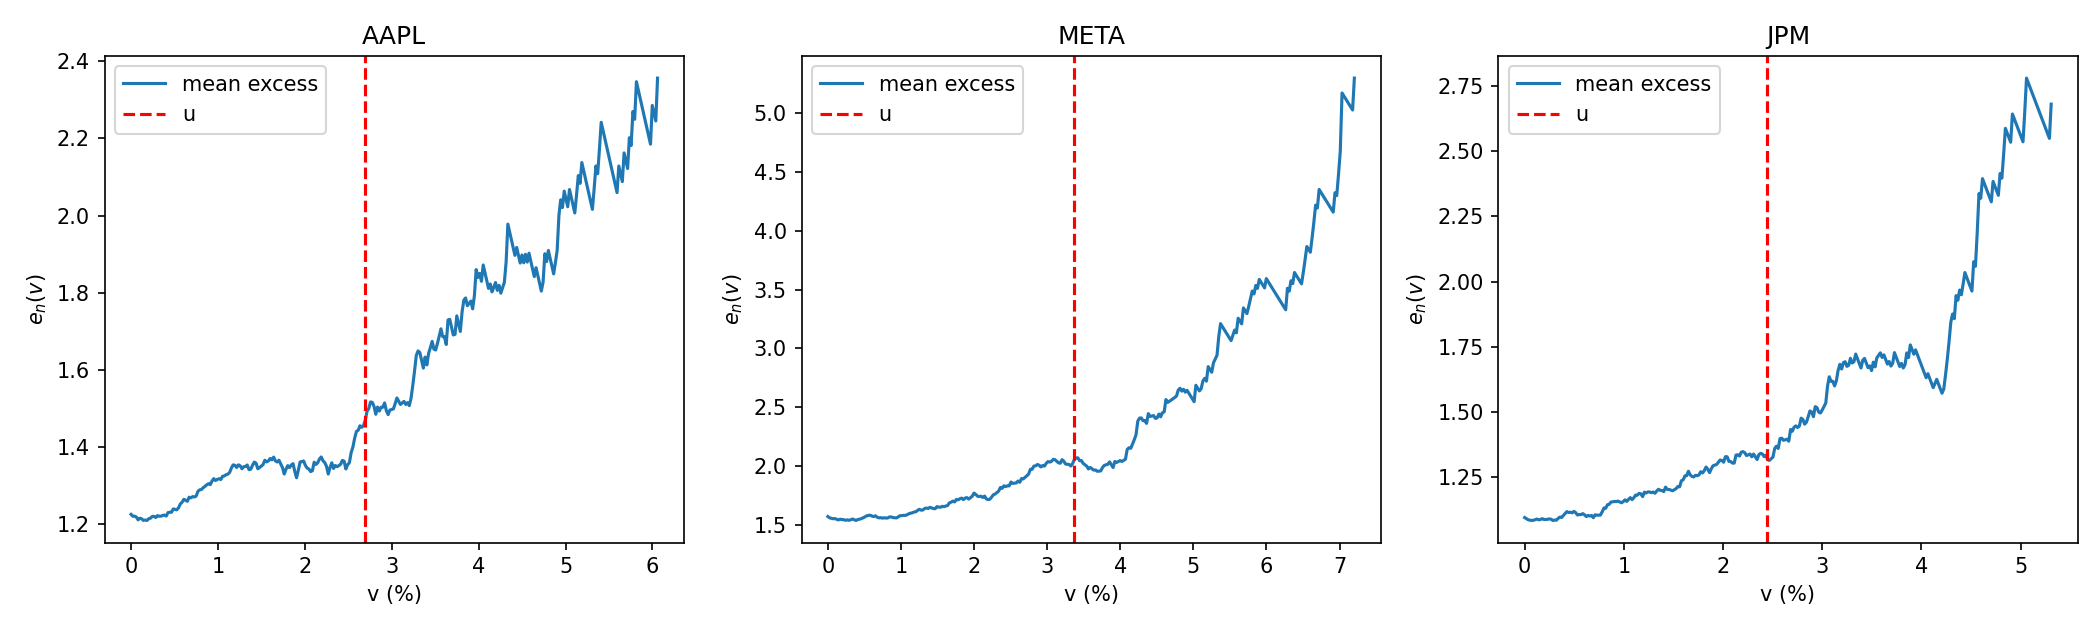 AAPL
mean excess
u
2.4
2.2
2.0
1.8
1.6
1.4
1.2
e_n(v)
0 1 2 3 4 5 6
v (%)
META
mean excess
u
5.0
4.5
4.0
3.5
3.0
2.5
2.0
1.5
e_n(v)
0 1 2 3 4 5 6 7
v (%)
JPM
mean excess
u
2.75
2.50
2.25
2.00
1.75
1.50
1.25
e_n(v)
0 1 2 3 4 5
v (%)